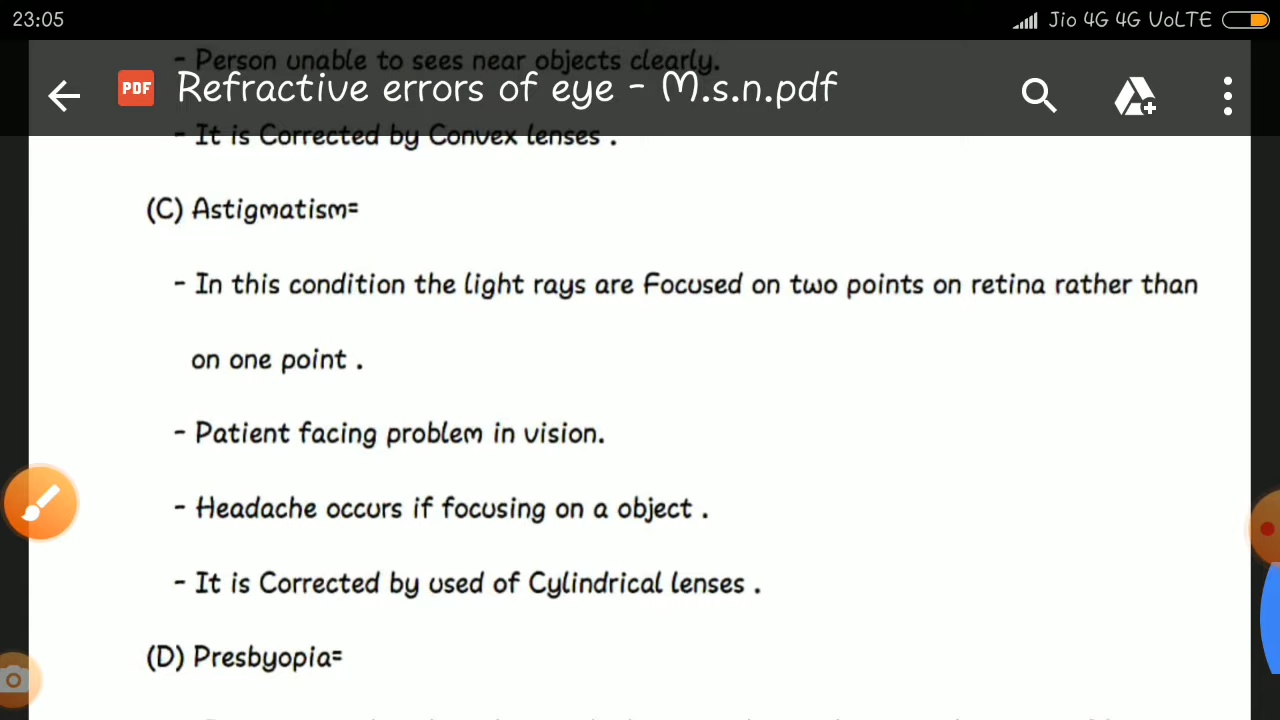 23:05 Jio 4G 4G VoLTE
- Person unable to sees near objects clearly.
PDF Refractive errors of eye - M.s.n.pdf
- It is Corrected by Convex lenses .
(C) Astigmatism=
- In this condition the light rays are Focused on two points on retina rather than
on one point .
- Patient facing problem in vision.
- Headache occurs if focusing on a object .
- It is Corrected by used of Cylindrical lenses .
(D) Presbyopia=